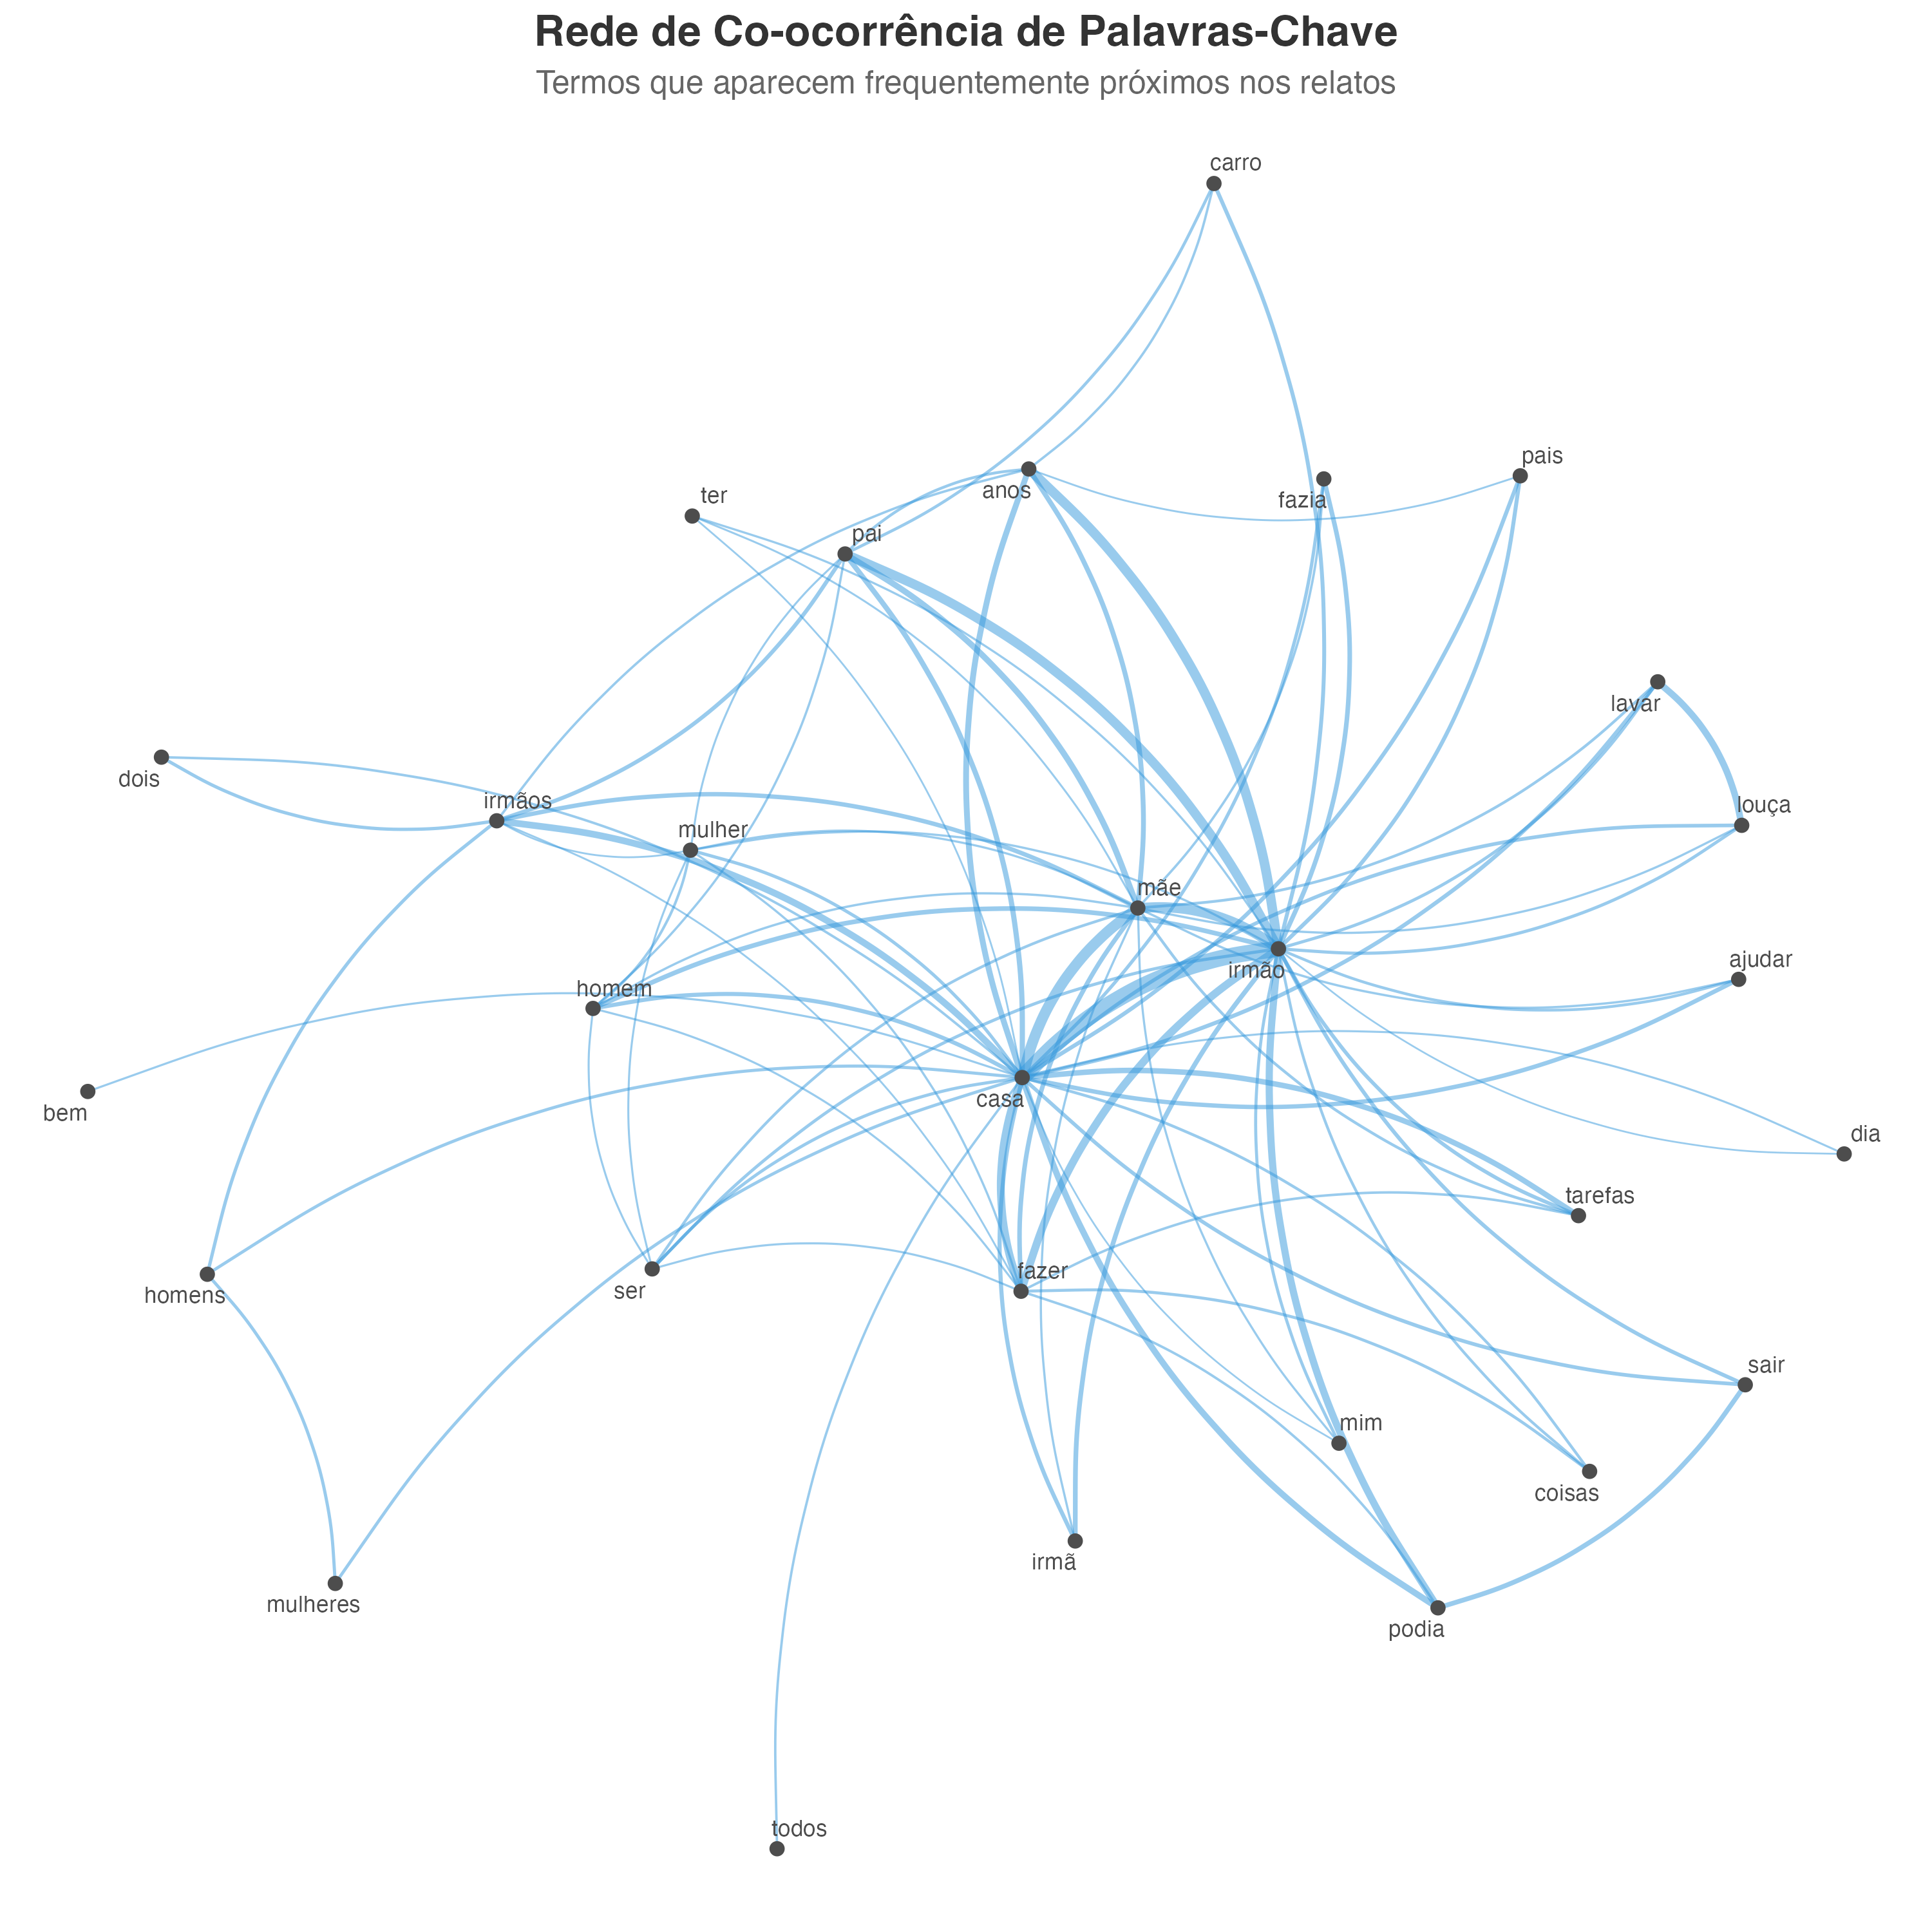 Rede de Co-ocorrência de Palavras-Chave
Termos que aparecem frequentemente próximos nos relatos
carro
pais
anos
fazia
ter
pai
lavar
dois
irmãos
louça
mulher
mãe
ajudar
irmão
homem
casa
bem
dia
tarefas
fazer
ser
homens
sair
mim
coisas
irmã
mulheres
podia
todos